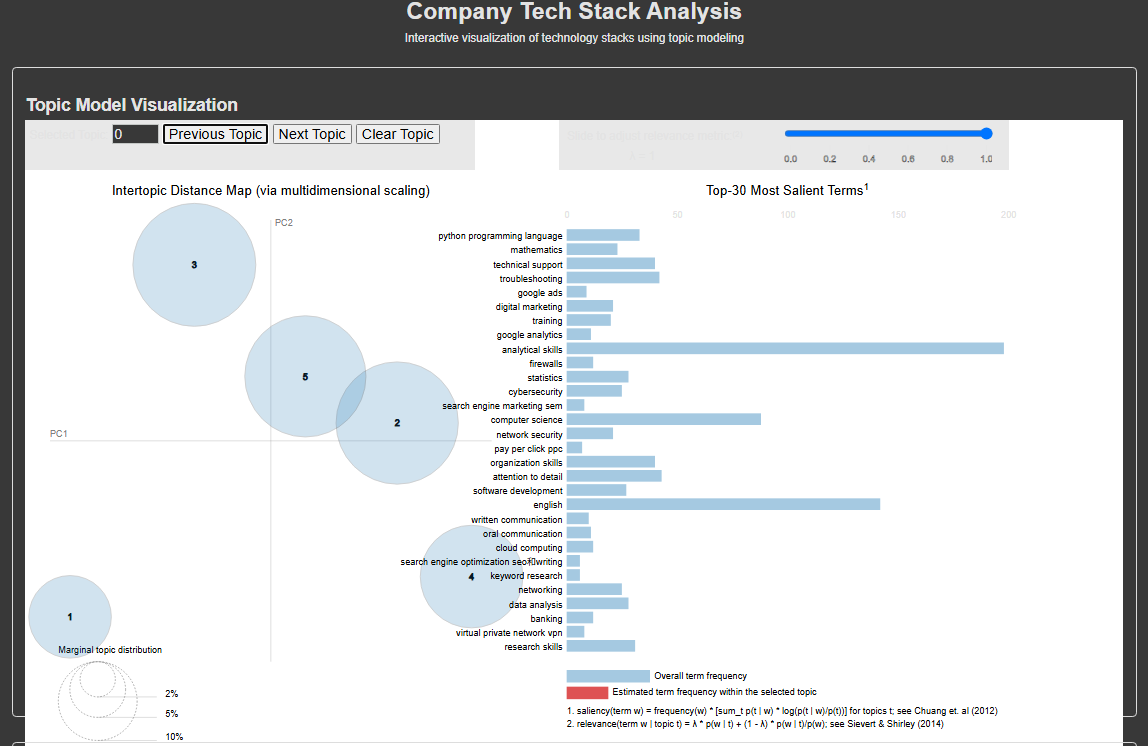 Company Tech Stack Analysis
Interactive visualization of technology stacks using topic modeling
Topic Model Visualization
Selected Topic: 0 Previous Topic Next Topic Clear Topic
Slide to adjust relevance metric:(2)
λ = 1
0.0 0.2 0.4 0.6 0.8 1.0
Intertopic Distance Map (via multidimensional scaling)
PC2
PC1
3
5
2
4
1
Marginal topic distribution
2%
5%
10%
Top-30 Most Salient Terms1
0 50 100 150 200
python programming language
mathematics
technical support
troubleshooting
google ads
digital marketing
training
google analytics
analytical skills
firewalls
statistics
cybersecurity
search engine marketing sem
computer science
network security
pay per click ppc
organization skills
attention to detail
software development
english
written communication
oral communication
cloud computing
search engine optimization seo writing
keyword research
networking
data analysis
banking
virtual private network vpn
research skills
Overall term frequency
Estimated term frequency within the selected topic
1. saliency(term w) = frequency(w) * [sum_t p(t | w) * log(p(t | w)/p(t))] for topics t; see Chuang et. al (2012)
2. relevance(term w | topic t) = λ * p(w | t) + (1 - λ) * p(w | t)/p(w); see Sievert & Shirley (2014)